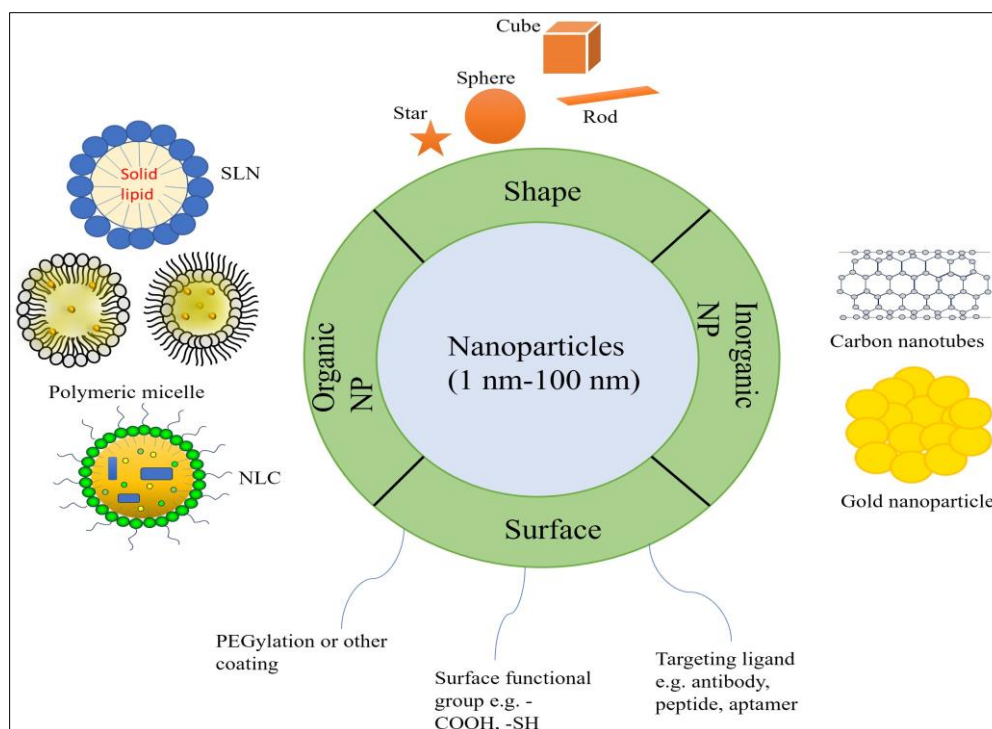 Cube
Sphere
Star
Rod
Shape
SLN
Solid
lipid
Polymeric micelle
NLC
Organic
NP
Nanoparticles
(1 nm-100 nm)
Inorganic
NP
Carbon nanotubes
Gold nanoparticle
Surface
PEGylation or other
coating
Surface functional
group e.g. -
COOH, -SH
Targeting ligand
e.g. antibody,
peptide, aptamer